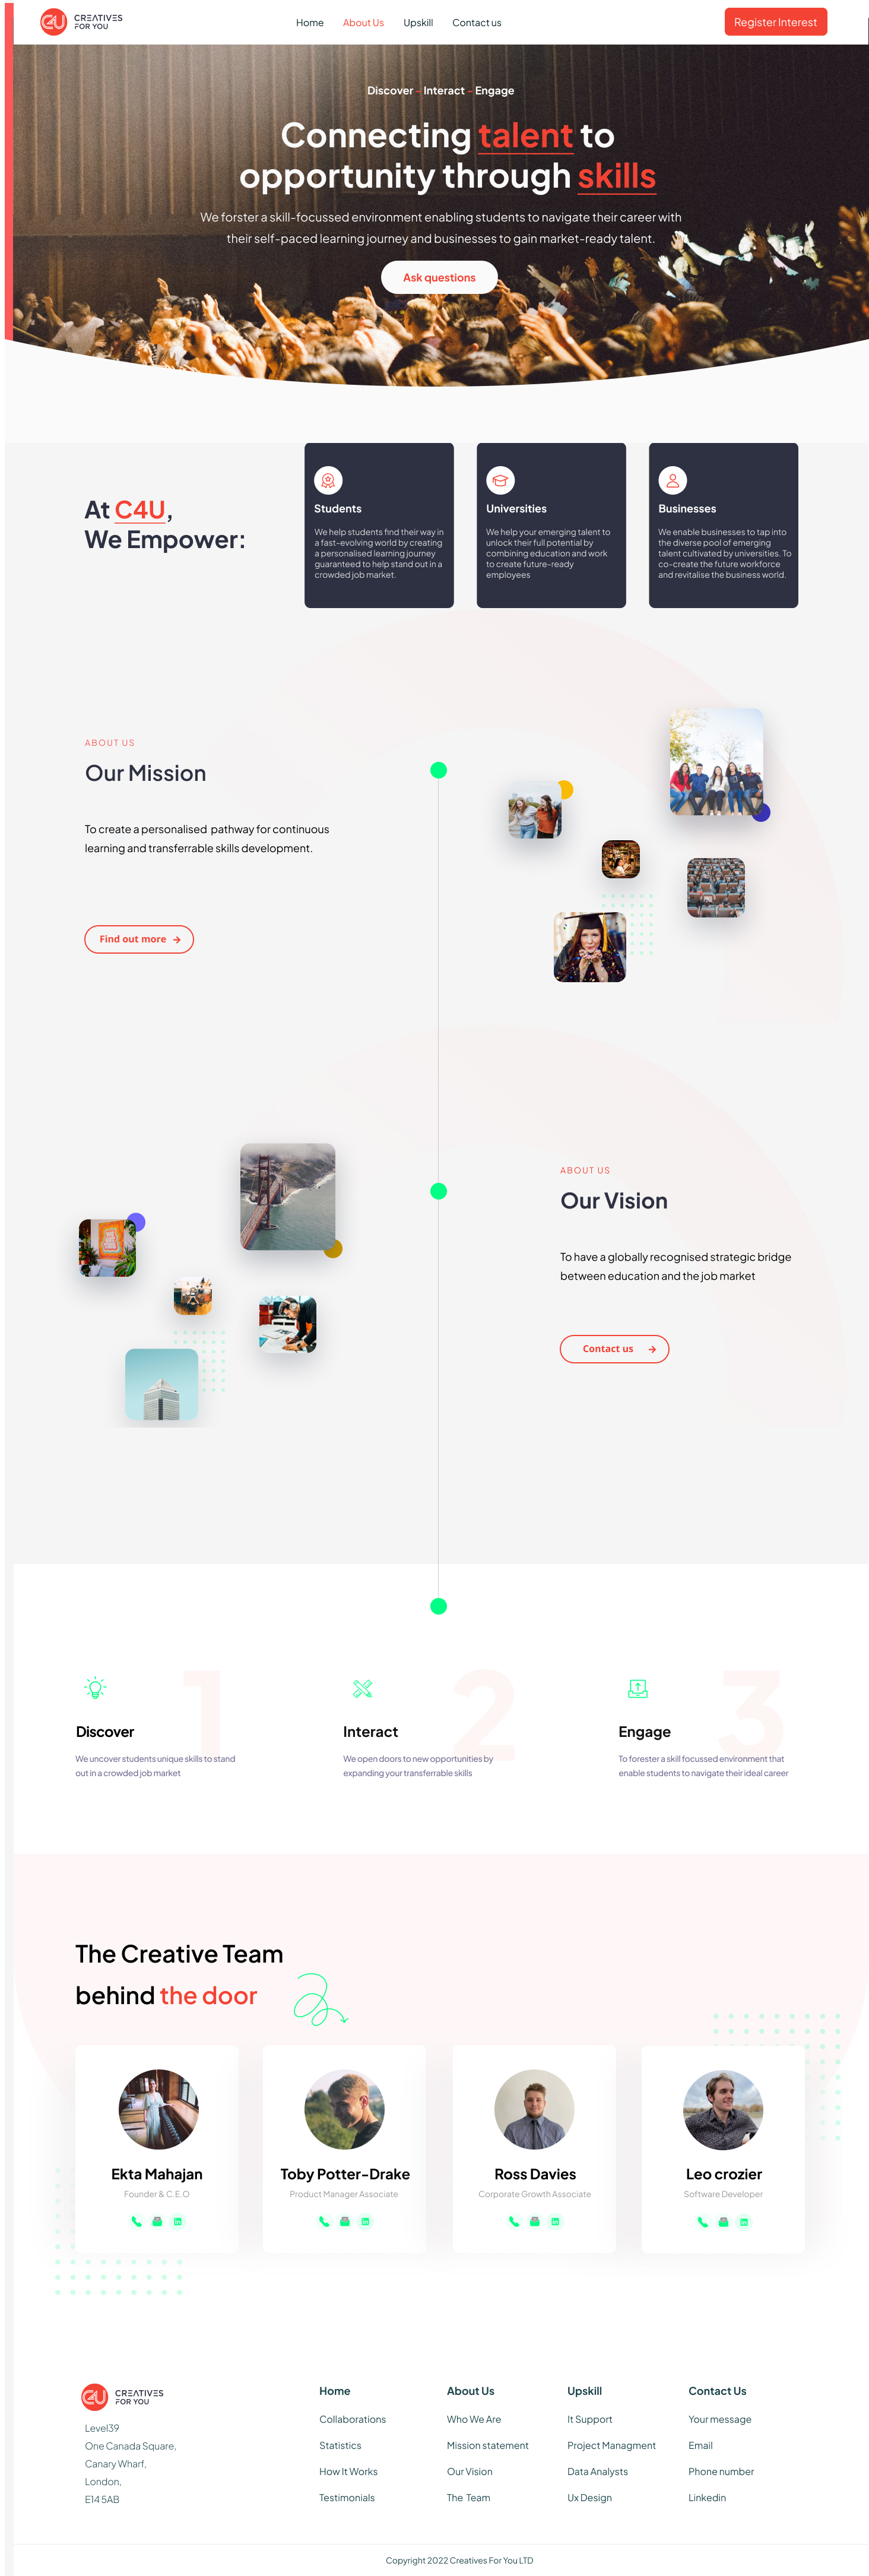 C4U CREATIVES
FOR YOU
Home About Us Upskill Contact us
Register Interest
Discover - Interact - Engage
Connecting talent to
opportunity through skills
We forster a skill-focussed environment enabling students to navigate their career with
their self-paced learning journey and businesses to gain market-ready talent.
Ask questions
At C4U,
We Empower:
Students
We help students find their way in
a fast-evolving world by creating
a personalised learning journey
guaranteed to help stand out in a
crowded job market.
Universities
We help your emerging talent to
unlock their full potential by
combining education and work
to create future-ready
employees
Businesses
We enable businesses to tap into
the diverse pool of emerging
talent cultivated by universities. To
co-create the future workforce
and revitalise the business world.
ABOUT US
Our Mission
To create a personalised pathway for continuous
learning and transferrable skills development.
Find out more →
ABOUT US
Our Vision
To have a globally recognised strategic bridge
between education and the job market
Contact us →
1
Discover
We uncover students unique skills to stand
out in a crowded job market
2
Interact
We open doors to new opportunities by
expanding your transferrable skills
3
Engage
To forester a skill focussed environment that
enable students to navigate their ideal career
The Creative Team
behind the door
Ekta Mahajan
Founder & C.E.O
in
Toby Potter-Drake
Product Manager Associate
in
Ross Davies
Corporate Growth Associate
in
Leo crozier
Software Developer
in
C4U CREATIVES
FOR YOU
Level39
One Canada Square,
Canary Wharf,
London,
E14 5AB
Home
Collaborations
Statistics
How It Works
Testimonials
About Us
Who We Are
Mission statement
Our Vision
The Team
Upskill
It Support
Project Managment
Data Analysts
Ux Design
Contact Us
Your message
Email
Phone number
Linkedin
Copyright 2022 Creatives For You LTD